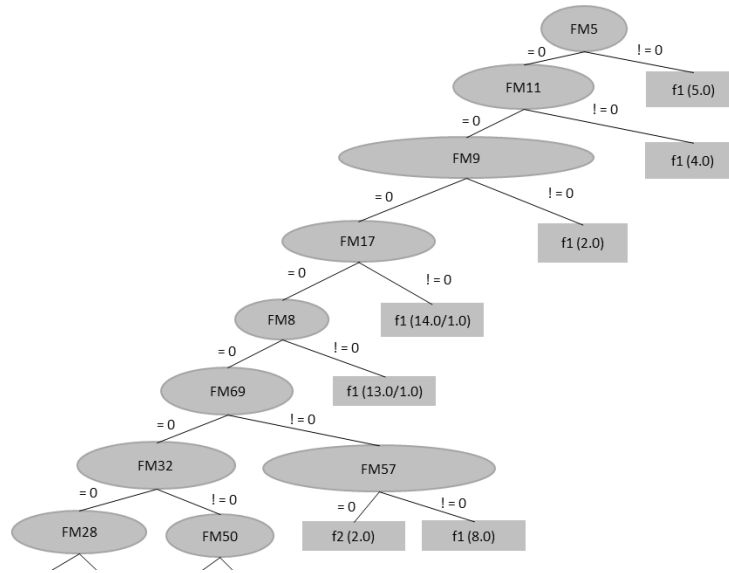 FM5
= 0
! = 0
FM11
f1 (5.0)
= 0
! = 0
FM9
f1 (4.0)
= 0
! = 0
FM17
f1 (2.0)
= 0
! = 0
FM8
f1 (14.0/1.0)
= 0
! = 0
FM69
f1 (13.0/1.0)
= 0
! = 0
FM32
FM57
= 0
! = 0
= 0
! = 0
FM28
FM50
f2 (2.0)
f1 (8.0)